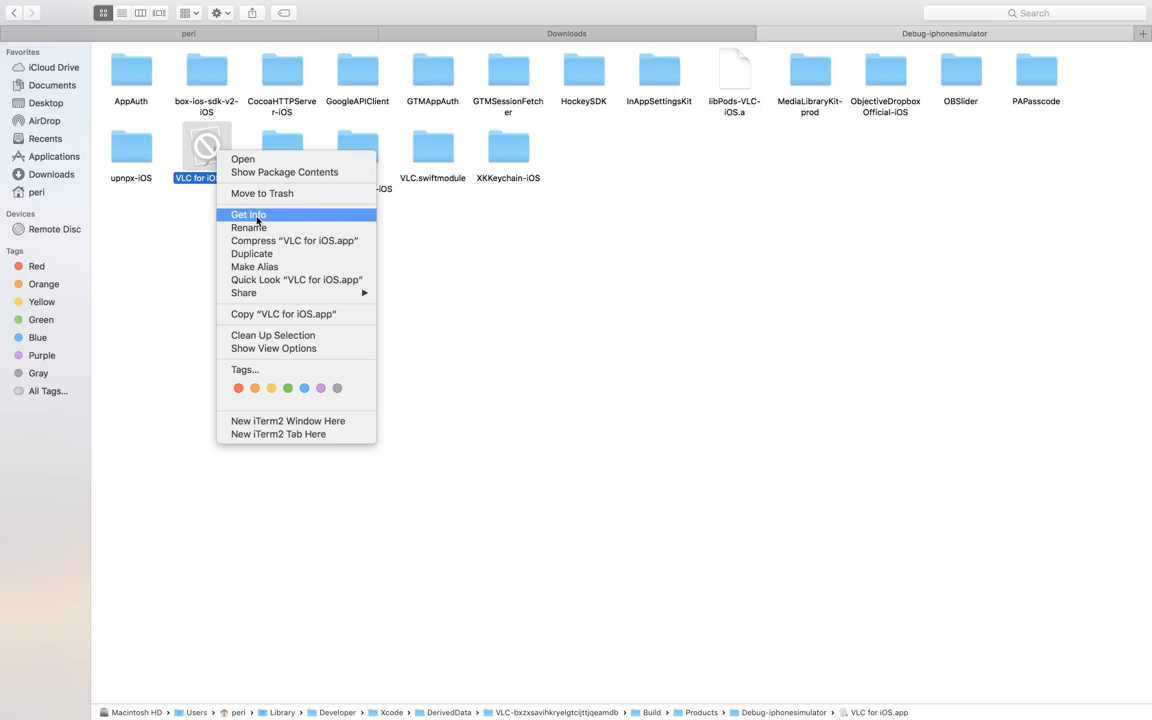 Search
peri
Downloads
Debug-iphonesimulator
Favorites
iCloud Drive
Documents
Desktop
AirDrop
Recents
Applications
Downloads
peri
Devices
Remote Disc
Tags
Red
Orange
Yellow
Green
Blue
Purple
Gray
All Tags...
AppAuth
box-ios-sdk-v2-
iOS
CocoaHTTPServe
r-iOS
GoogleAPIClient
GTMAppAuth
GTMSessionFetch
er
HockeySDK
InAppSettingsKit
libPods-VLC-
iOS.a
MediaLibraryKit-
prod
ObjectiveDropbox
Official-iOS
OBSlider
PAPasscode
upnpx-iOS
VLC for iOS
-iOS
VLC.swiftmodule
XKKeychain-iOS
Open
Show Package Contents
Move to Trash
Get Info
Rename
Compress “VLC for iOS.app”
Duplicate
Make Alias
Quick Look “VLC for iOS.app”
Share
Copy “VLC for iOS.app”
Clean Up Selection
Show View Options
Tags...
New iTerm2 Window Here
New iTerm2 Tab Here
Macintosh HD › Users › peri › Library › Developer › Xcode › DerivedData › VLC-bxzxsavihkryelgtcijttjqeamdb › Build › Products › Debug-iphonesimulator › VLC for iOS.app